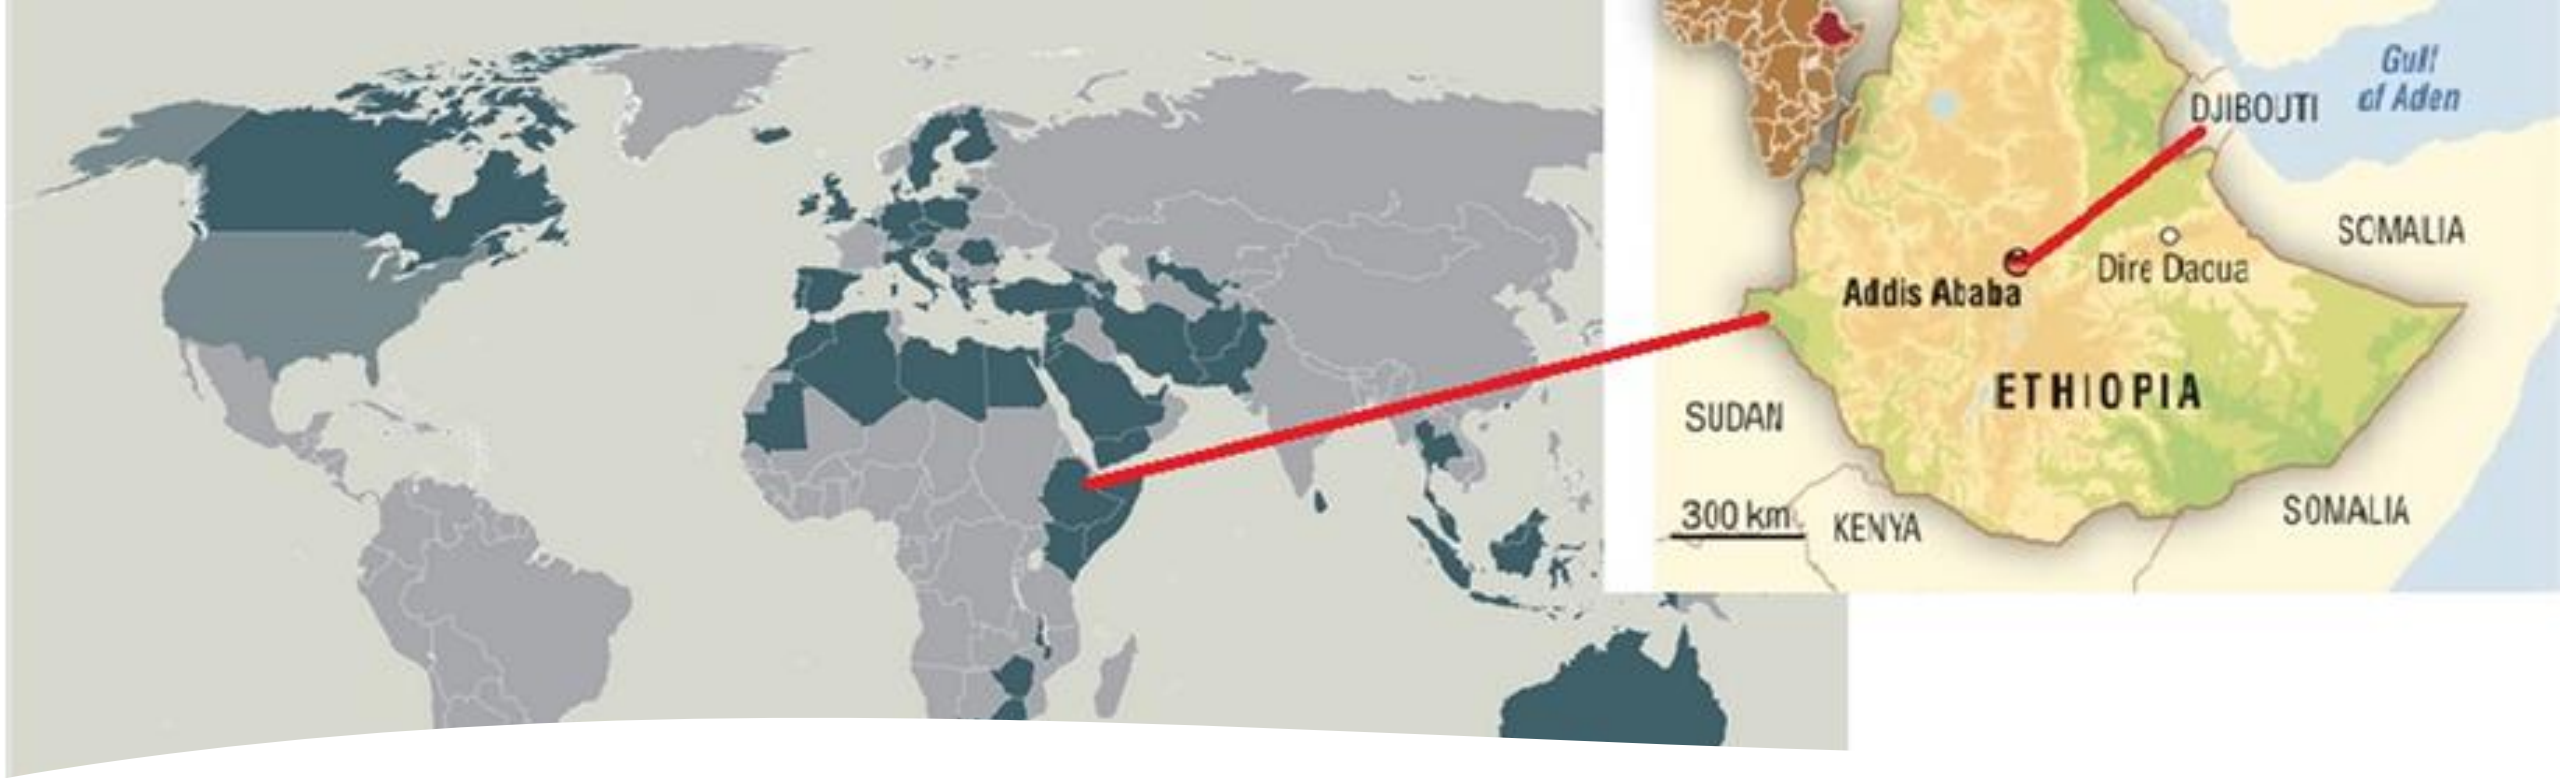 Gulf
of Aden
DJIBOUTI
SOMALIA
Dire Dacua
Addis Ababa
ETHIOPIA
SUDAN
300 km
KENYA
SOMALIA